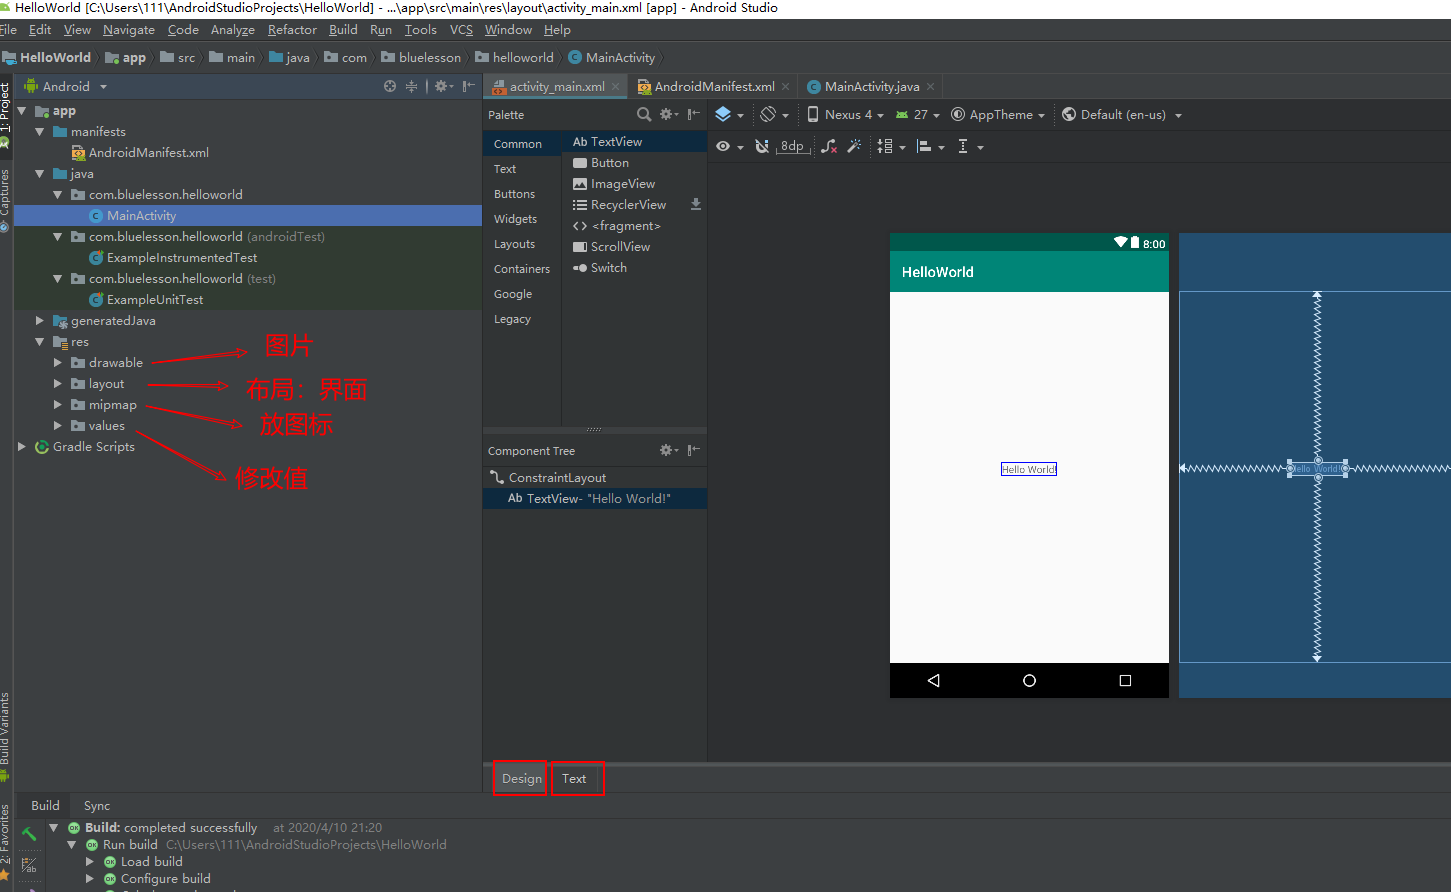 HelloWorld [C:\Users\111\AndroidStudioProjects\HelloWorld] - ...\app\src\main\res\layout\activity_main.xml [app] - Android Studio
File Edit View Navigate Code Analyze Refactor Build Run Tools VCS Window Help
HelloWorld app src main java com bluelesson helloworld MainActivity
1: Project
Captures
Build Variants
2: Favorites
Android
app
manifests
AndroidManifest.xml
java
com.bluelesson.helloworld
MainActivity
com.bluelesson.helloworld (androidTest)
ExampleInstrumentedTest
com.bluelesson.helloworld (test)
ExampleUnitTest
generatedJava
res
drawable
图片
layout
布局：界面
mipmap
放图标
values
修改值
Gradle Scripts
activity_main.xml AndroidManifest.xml MainActivity.java
Palette
Common
Text
Buttons
Widgets
Layouts
Containers
Google
Legacy
Ab TextView
Button
ImageView
RecyclerView
<fragment>
ScrollView
Switch
Nexus 4 27 AppTheme Default (en-us)
8dp
Component Tree
ConstraintLayout
Ab TextView- "Hello World!"
8:00
HelloWorld
Hello World!
Hello World!
Design Text
Build Sync
Build: completed successfully at 2020/4/10 21:20
Run build C:\Users\111\AndroidStudioProjects\HelloWorld
Load build
Configure build